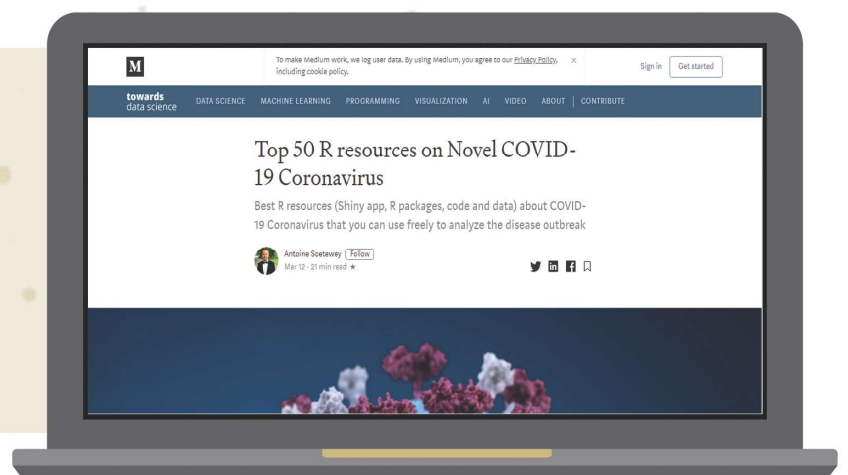 M
To make Medium work, we log user data. By using Medium, you agree to our Privacy Policy,
including cookie policy.
×
Sign in
Get started
towards
data science
DATA SCIENCE MACHINE LEARNING PROGRAMMING VISUALIZATION AI VIDEO ABOUT | CONTRIBUTE
Top 50 R resources on Novel COVID-
19 Coronavirus
Best R resources (Shiny app, R packages, code and data) about COVID-
19 Coronavirus that you can use freely to analyze the disease outbreak
Antoine Soetewey Follow
Mar 12 · 21 min read ★